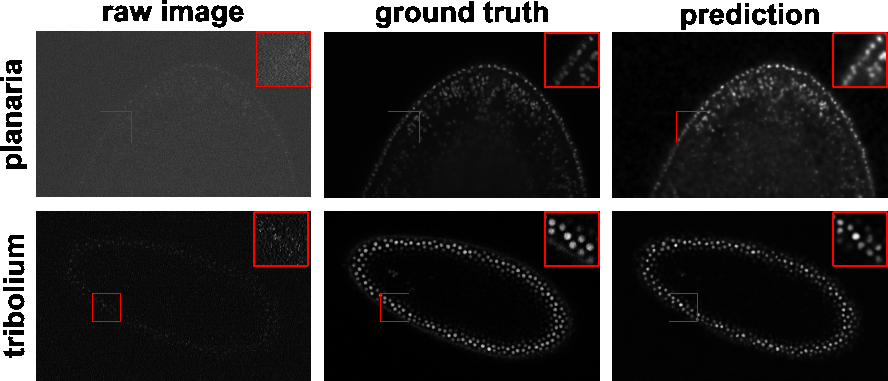 raw image
ground truth
prediction
planaria
tribolium